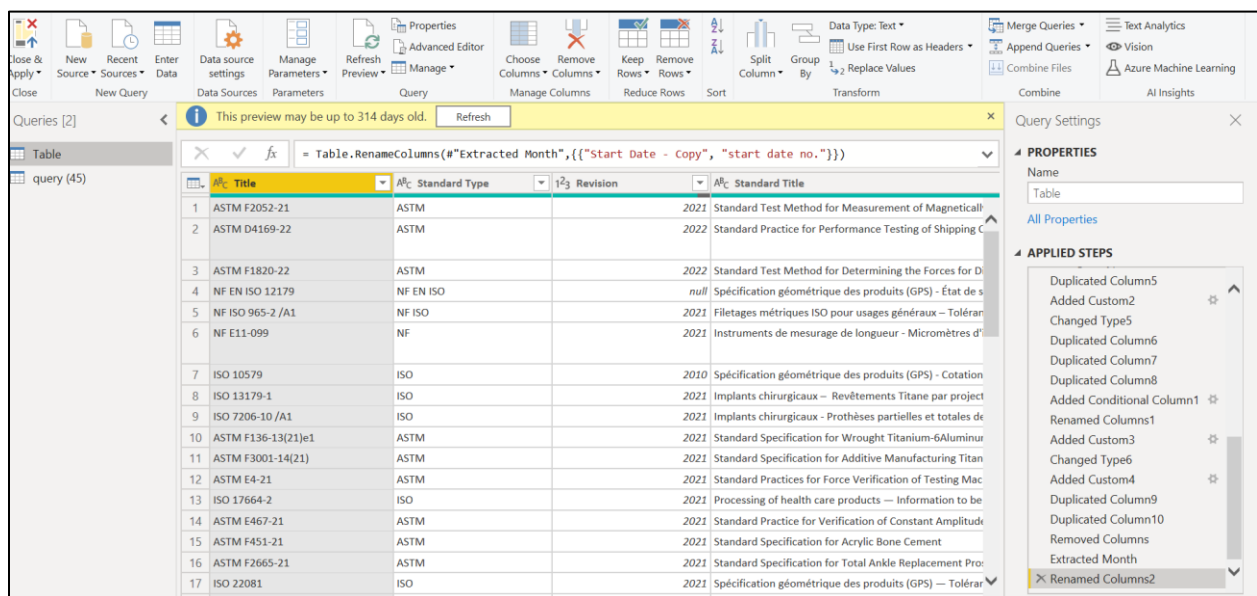 Close &
Apply
Close
New
Source
Recent
Sources
Enter
Data
New Query
Data source
settings
Data Sources
Manage
Parameters
Parameters
Refresh
Preview
Properties
Advanced Editor
Manage
Query
Choose
Columns
Remove
Columns
Manage Columns
Keep
Rows
Remove
Rows
Reduce Rows
Sort
Split
Column
Group
By
Data Type: Text
Use First Row as Headers
Replace Values
Transform
Merge Queries
Append Queries
Combine Files
Combine
Text Analytics
Vision
Azure Machine Learning
AI Insights
Queries [2]
Table
query (45)
This preview may be up to 314 days old. Refresh
fx = Table.RenameColumns(#"Extracted Month",{{"Start Date - Copy", "start date no."}})
ABC Title ABC Standard Type 123 Revision ABC Standard Title
1 ASTM F2052-21 ASTM 2021 Standard Test Method for Measurement of Magnetically
2 ASTM D4169-22 ASTM 2022 Standard Practice for Performance Testing of Shipping C
3 ASTM F1820-22 ASTM 2022 Standard Test Method for Determining the Forces for Di
4 NF EN ISO 12179 NF EN ISO null Spécification géométrique des produits (GPS) - État de s
5 NF ISO 965-2 /A1 NF ISO 2021 Filetages métriques ISO pour usages généraux – Toléran
6 NF E11-099 NF 2021 Instruments de mesurage de longueur - Micromètres d'
7 ISO 10579 ISO 2010 Spécification géométrique des produits (GPS) - Cotation
8 ISO 13179-1 ISO 2021 Implants chirurgicaux – Revêtements Titane par project
9 ISO 7206-10 /A1 ISO 2021 Implants chirurgicaux - Prothèses partielles et totales de
10 ASTM F136-13(21)e1 ASTM 2021 Standard Specification for Wrought Titanium-6Aluminum
11 ASTM F3001-14(21) ASTM 2021 Standard Specification for Additive Manufacturing Titan
12 ASTM E4-21 ASTM 2021 Standard Practices for Force Verification of Testing Mac
13 ISO 17664-2 ISO 2021 Processing of health care products — Information to be
14 ASTM E467-21 ASTM 2021 Standard Practice for Verification of Constant Amplitude
15 ASTM F451-21 ASTM 2021 Standard Specification for Acrylic Bone Cement
16 ASTM F2665-21 ASTM 2021 Standard Specification for Total Ankle Replacement Pros
17 ISO 22081 ISO 2021 Spécification géométrique des produits (GPS) — Toléran
Query Settings
PROPERTIES
Name
Table
All Properties
APPLIED STEPS
Duplicated Column5
Added Custom2
Changed Type5
Duplicated Column6
Duplicated Column7
Duplicated Column8
Added Conditional Column1
Renamed Columns1
Added Custom3
Changed Type6
Added Custom4
Duplicated Column9
Duplicated Column10
Removed Columns
Extracted Month
Renamed Columns2